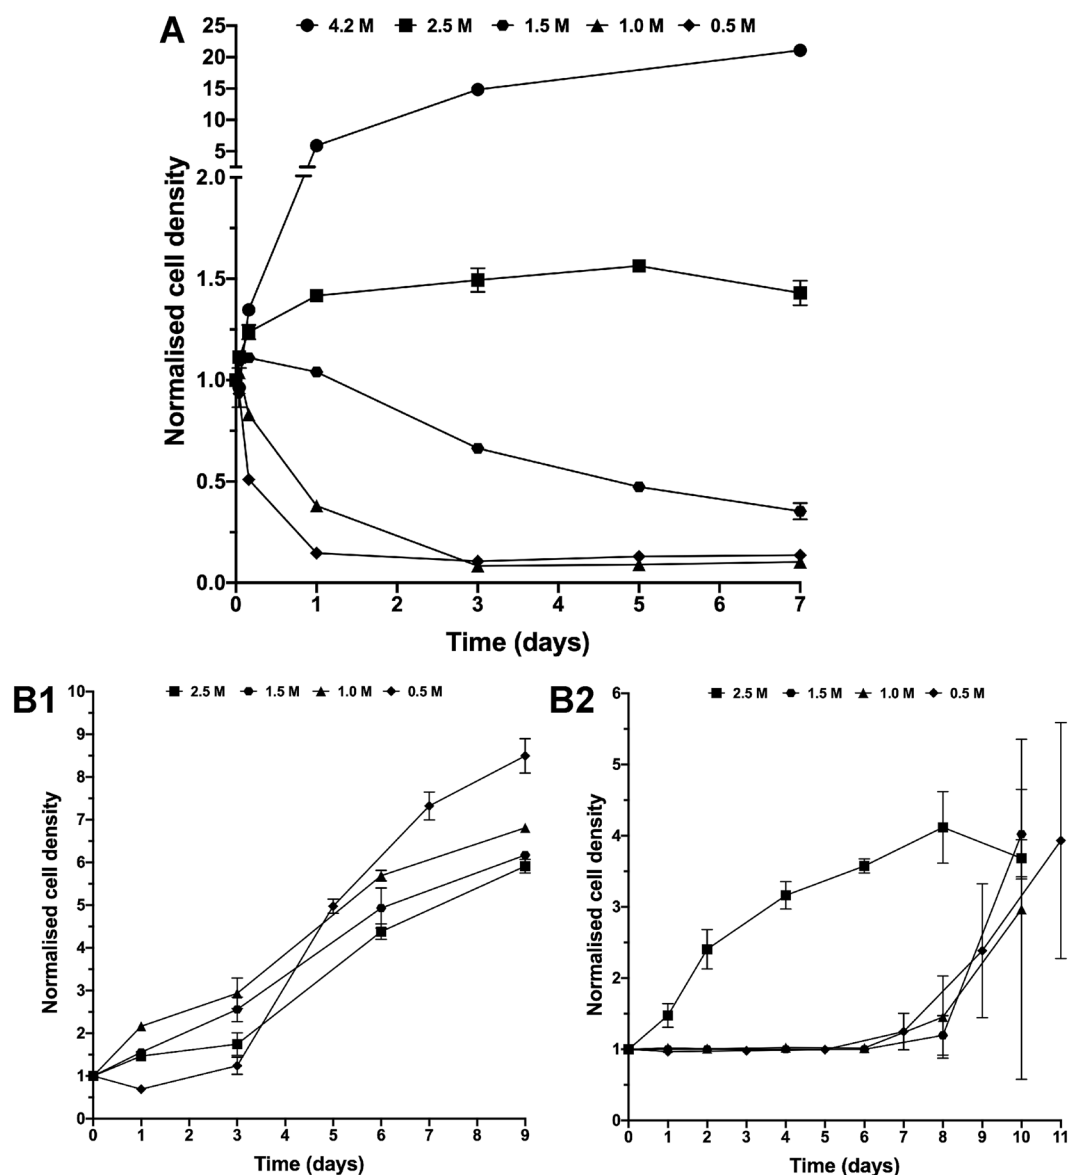 A
4.2 M 2.5 M 1.5 M 1.0 M 0.5 M
25
20
15
10
5
2.0
1.5
1.0
0.5
0.0
Normalised cell density
0 1 2 3 4 5 6 7
Time (days)
B1
2.5 M 1.5 M 1.0 M 0.5 M
10
9
8
7
6
5
4
3
2
1
0
Normalised cell density
0 1 2 3 4 5 6 7 8 9
Time (days)
B2
2.5 M 1.5 M 1.0 M 0.5 M
6
5
4
3
2
1
0
Normalised cell density
0 1 2 3 4 5 6 7 8 9 10 11
Time (days)